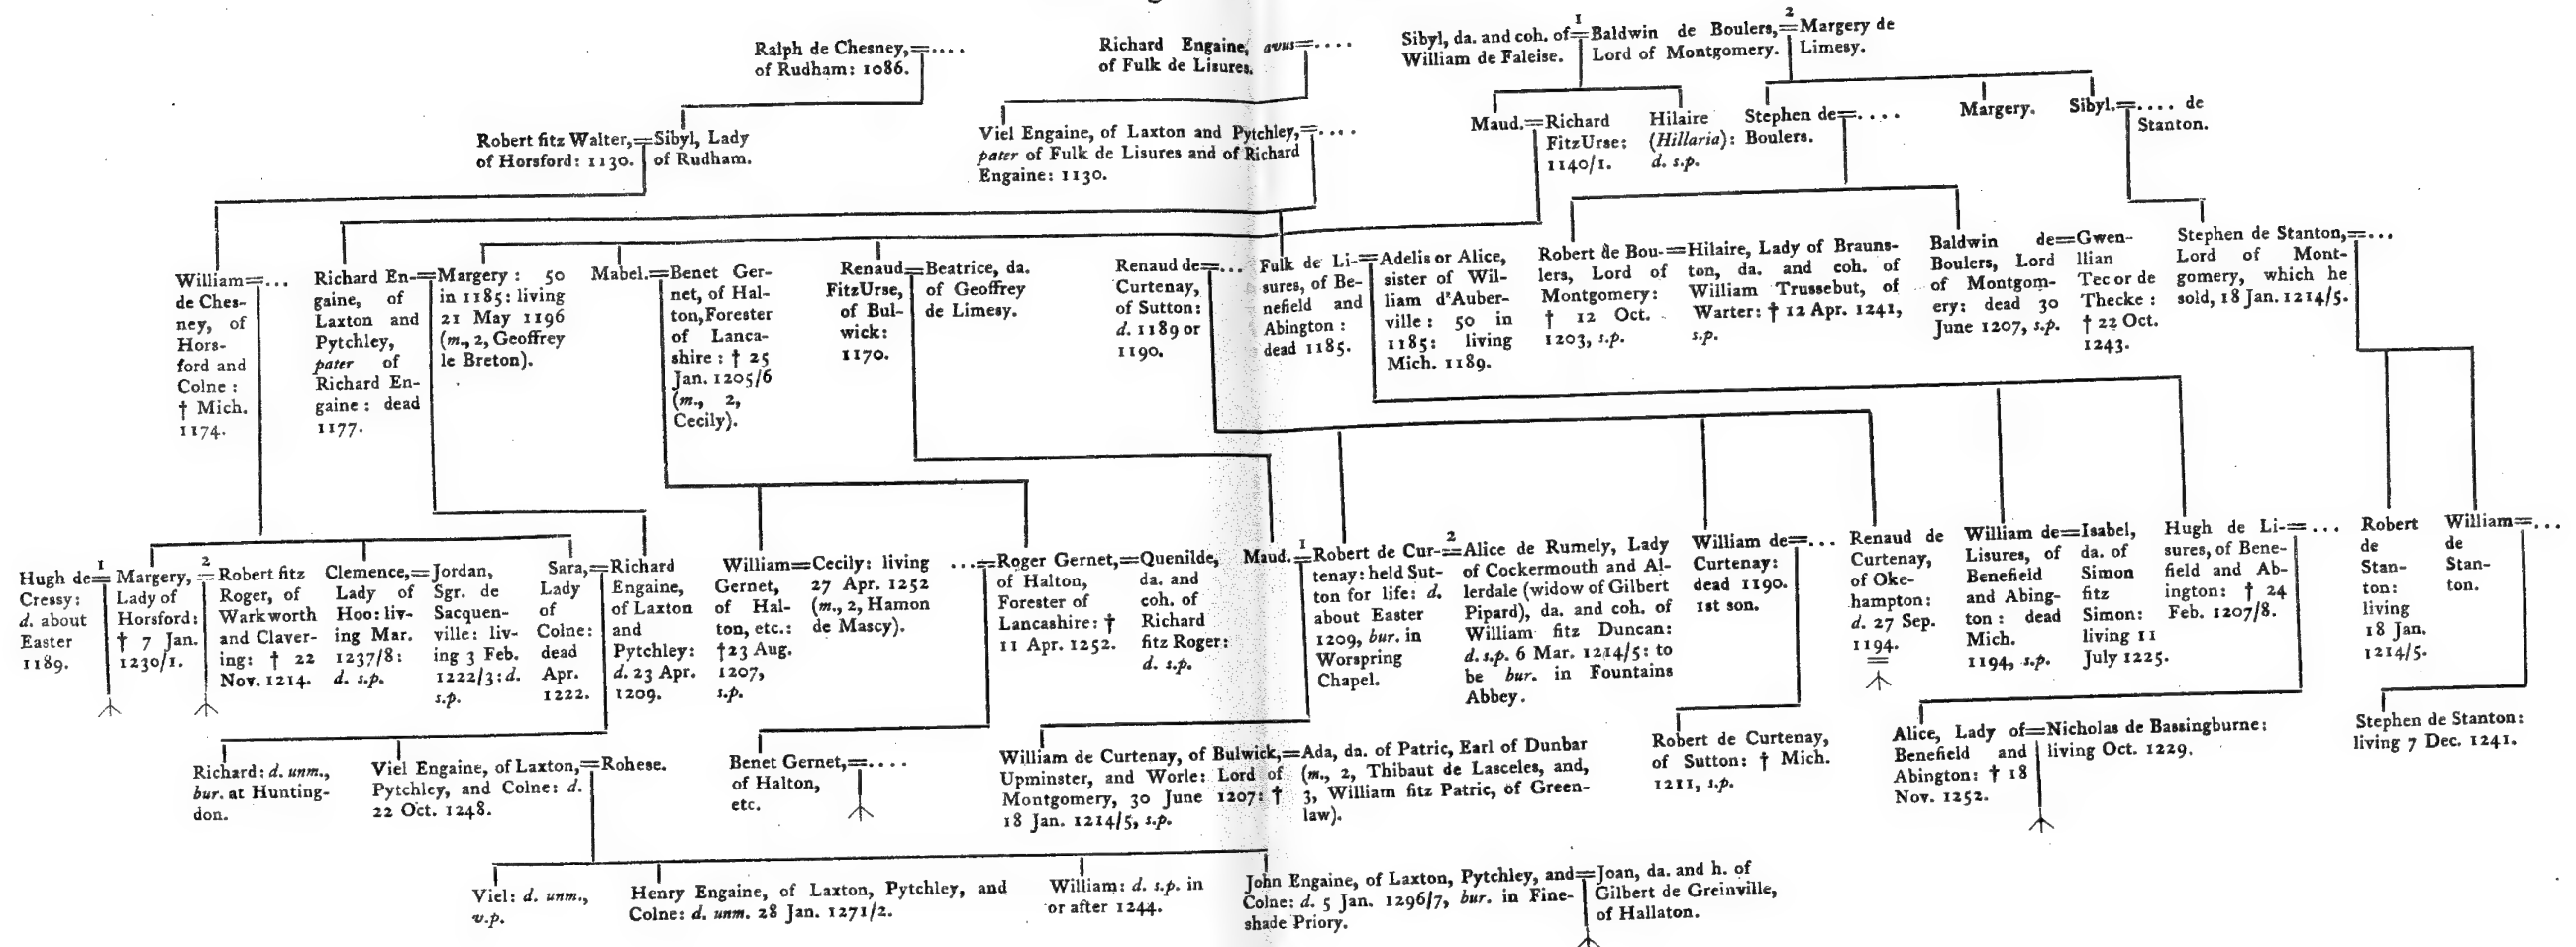 Ralph de Chesney,=....
of Rudham: 1086.
Richard Engaine, avus=....
of Fulk de Lisures.
1
Sibyl, da. and coh. of=Baldwin de Boulers,
William de Faleise. Lord of Montgomery.
2
=Margery de
Limesy.
Robert fitz Walter,=Sibyl, Lady
of Horsford: 1130. of Rudham.
Viel Engaine, of Laxton and Pytchley,=....
pater of Fulk de Lisures and of Richard
Engaine: 1130.
Maud.=Richard
FitzUrse:
1140/1.
Hilaire
(Hillaria):
d. s.p.
Stephen de=....
Boulers.
Margery.
Sibyl.=.... de
Stanton.
William=...
de Ches-
ney, of
Hors-
ford and
Colne:
† Mich.
1174.
Richard En-
gaine, of
Laxton and
Pytchley,
pater of
Richard En-
gaine: dead
1177.
=Margery: 50
in 1185: living
21 May 1196
(m., 2, Geoffrey
le Breton).
Mabel.=Benet Ger-
net, of Hal-
ton, Forester
of Lanca-
shire: † 25
Jan. 1205/6
(m., 2,
Cecily).
Renaud
FitzUrse,
of Bul-
wick:
1170.
=Beatrice, da.
of Geoffrey
de Limesy.
Renaud de=...
Curtenay,
of Sutton:
d. 1189 or
1190.
Fulk de Li-
sures, of Be-
nefield and
Abington:
dead 1185.
=Adelis or Alice,
sister of Wil-
liam d'Auber-
ville: 50 in
1185: living
Mich. 1189.
Robert de Bou-
lers, Lord of
Montgomery:
† 12 Oct.
1203, s.p.
=Hilaire, Lady of Brauns-
ton, da. and coh. of
William Trussebut, of
Warter: † 12 Apr. 1241,
s.p.
Baldwin de
Boulers, Lord
of Montgom-
ery: dead 30
June 1207, s.p.
=Gwen-
llian
Tec or de
Thecke:
† 22 Oct.
1243.
Stephen de Stanton,=...
Lord of Mont-
gomery, which he
sold, 18 Jan. 1214/5.
Hugh de
Cressy:
d. about
Easter
1189.
1
=Margery,
Lady of
Horsford:
† 7 Jan.
1230/1.
2
=Robert fitz
Roger, of
Warkworth
and Claver-
ing: † 22
Nov. 1214.
Clemence,
Lady of
Hoo: liv-
ing Mar.
1237/8:
d. s.p.
=Jordan,
Sgr. de
Sacquen-
ville: liv-
ing 3 Feb.
1222/3: d.
s.p.
Sara,
Lady
of
Colne:
dead
Apr.
1222.
=Richard
Engaine,
of Laxton
and
Pytchley:
d. 23 Apr.
1209.
William
Gernet,
of Hal-
ton, etc.:
†23 Aug.
1207,
s.p.
=Cecily: living
27 Apr. 1252
(m., 2, Hamon
de Mascy).
...=Roger Gernet,
of Halton,
Forester of
Lancashire: †
11 Apr. 1252.
=Quenilde,
da. and
coh. of
Richard
fitz Roger:
d. s.p.
Maud.
1
=Robert de Cur-
tenay: held Sut-
ton for life: d.
about Easter
1209, bur. in
Worspring
Chapel.
2
=Alice de Rumely, Lady
of Cockermouth and Al-
lerdale (widow of Gilbert
Pipard), da. and coh. of
William fitz Duncan:
d.s.p. 6 Mar. 1214/5: to
be bur. in Fountains
Abbey.
William de=...
Curtenay:
dead 1190.
1st son.
Renaud de
Curtenay,
of Oke-
hampton:
d. 27 Sep.
1194.
William de
Lisures, of
Benefield
and Abing-
ton: dead
Mich.
1194, s.p.
=Isabel,
da. of
Simon
fitz
Simon:
living 11
July 1225.
Hugh de Li-=...
sures, of Bene-
field and Ab-
ington: † 24
Feb. 1207/8.
Robert
de
Stan-
ton:
living
18 Jan.
1214/5.
William=...
de
Stan-
ton.
Richard: d. unm.,
bur. at Hunting-
don.
Viel Engaine, of Laxton,=Rohese.
Pytchley, and Colne: d.
22 Oct. 1248.
Benet Gernet,=....
of Halton,
etc.
William de Curtenay, of Bulwick,
Upminster, and Worle: Lord of
Montgomery, 30 June 1207: †
18 Jan. 1214/5, s.p.
=Ada, da. of Patric, Earl of Dunbar
(m., 2, Thibaut de Lasceles, and,
3, William fitz Patric, of Green-
law).
Robert de Curtenay,
of Sutton: † Mich.
1211, s.p.
Alice, Lady of
Benefield and
Abington: † 18
Nov. 1252.
=Nicholas de Bassingburne:
living Oct. 1229.
Stephen de Stanton:
living 7 Dec. 1241.
Viel: d. unm.,
v.p.
Henry Engaine, of Laxton, Pytchley, and
Colne: d. unm. 28 Jan. 1271/2.
William: d. s.p. in
or after 1244.
John Engaine, of Laxton, Pytchley, and
Colne: d. 5 Jan. 1296/7, bur. in Fine-
shade Priory.
=Joan, da. and h. of
Gilbert de Greinville,
of Hallaton.